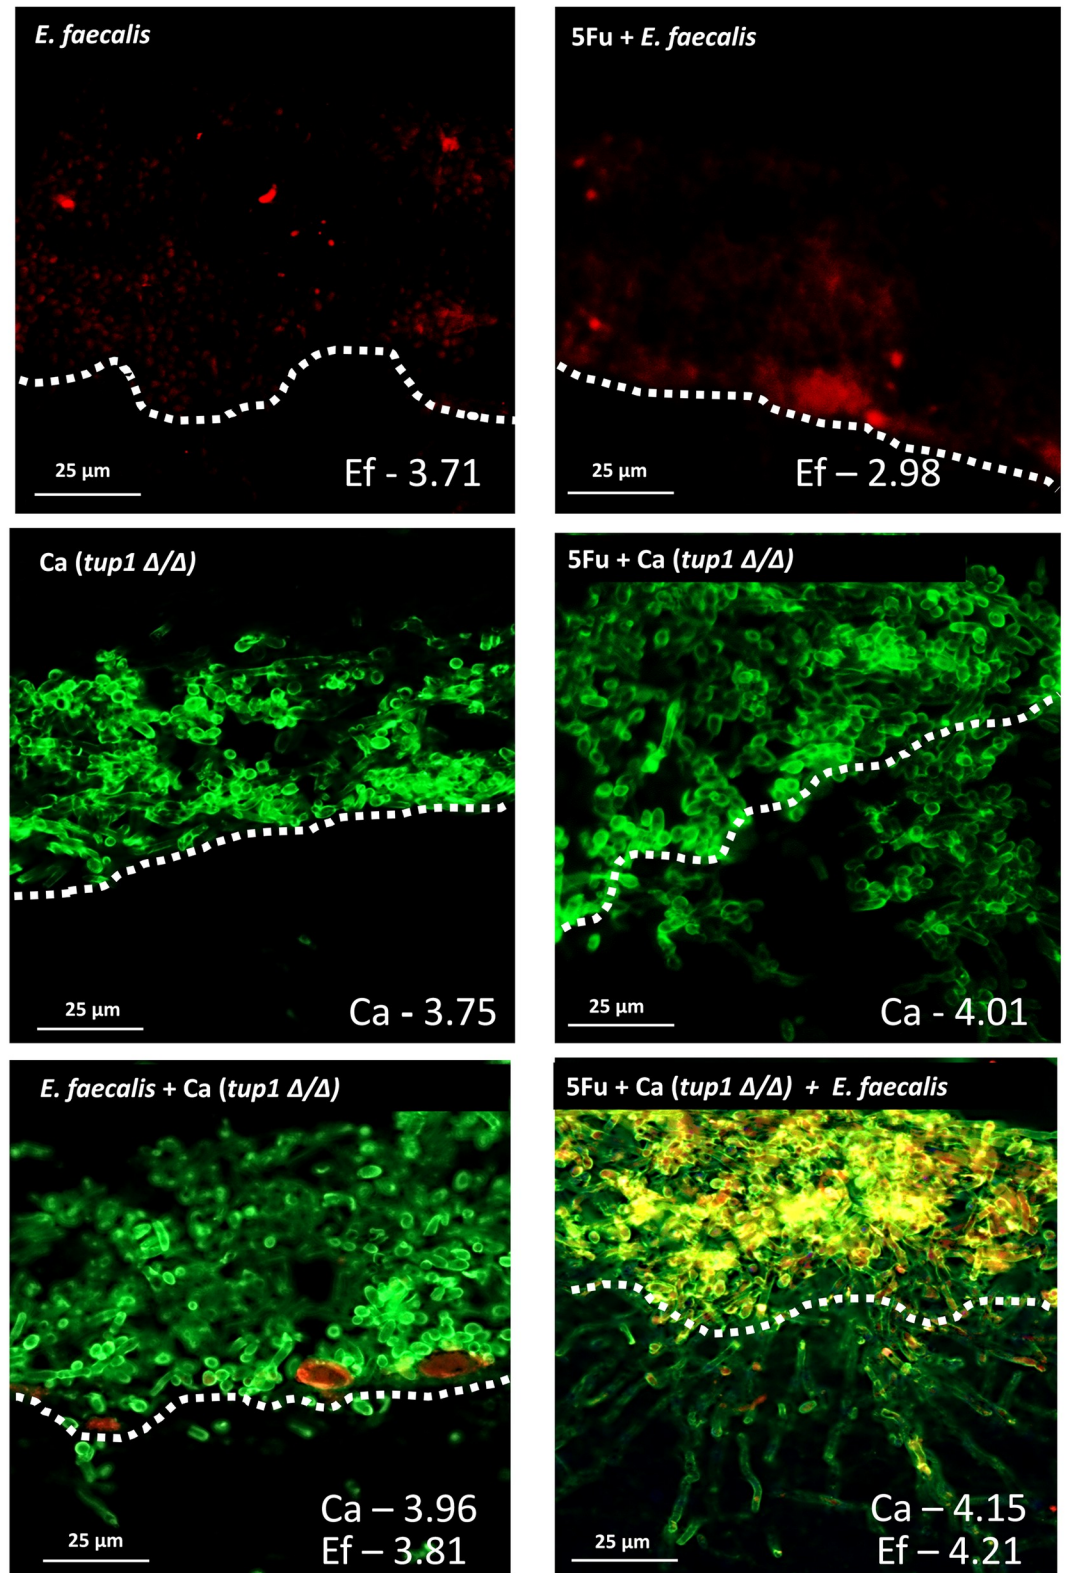 E. faecalis
5Fu + E. faecalis
25 µm
Ef - 3.71
25 µm
Ef – 2.98
Ca (tup1 Δ/Δ)
5Fu + Ca (tup1 Δ/Δ)
25 µm
Ca - 3.75
25 µm
Ca - 4.01
E. faecalis + Ca (tup1 Δ/Δ)
5Fu + Ca (tup1 Δ/Δ) + E. faecalis
25 µm
Ca – 3.96
Ef – 3.81
25 µm
Ca – 4.15
Ef – 4.21